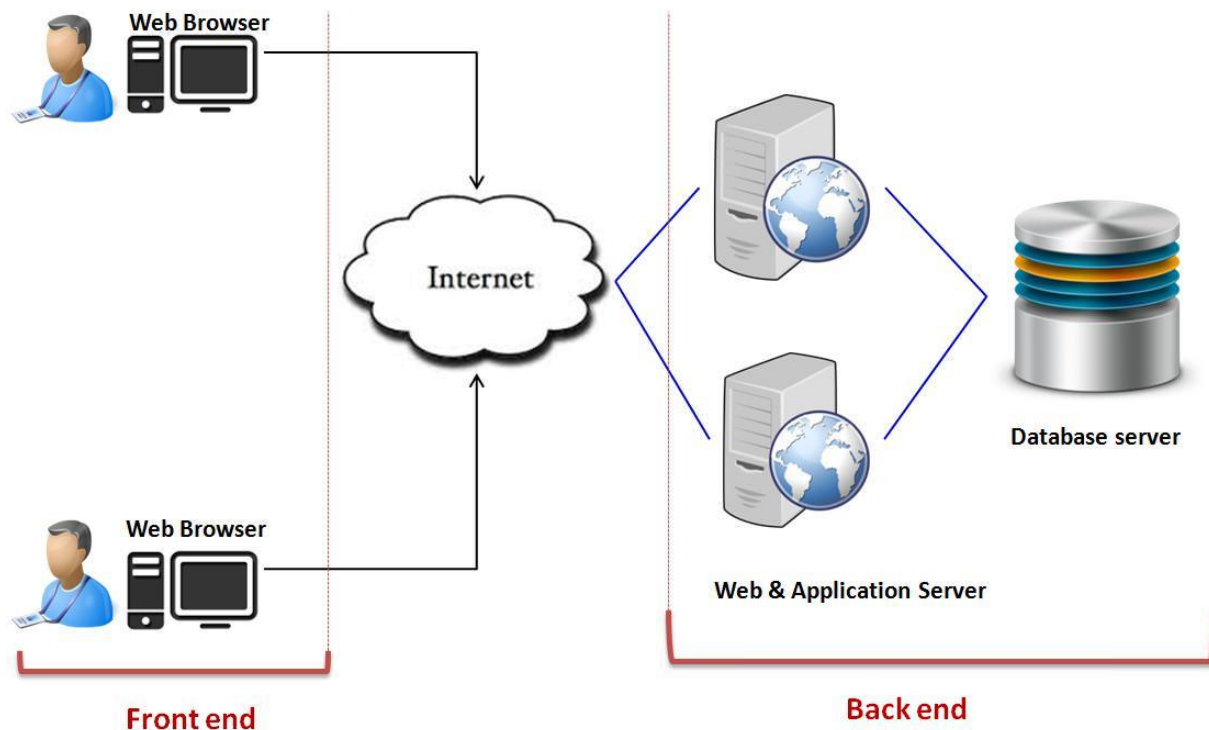 Web Browser
Internet
Database server
Web Browser
Web & Application Server
Front end
Back end